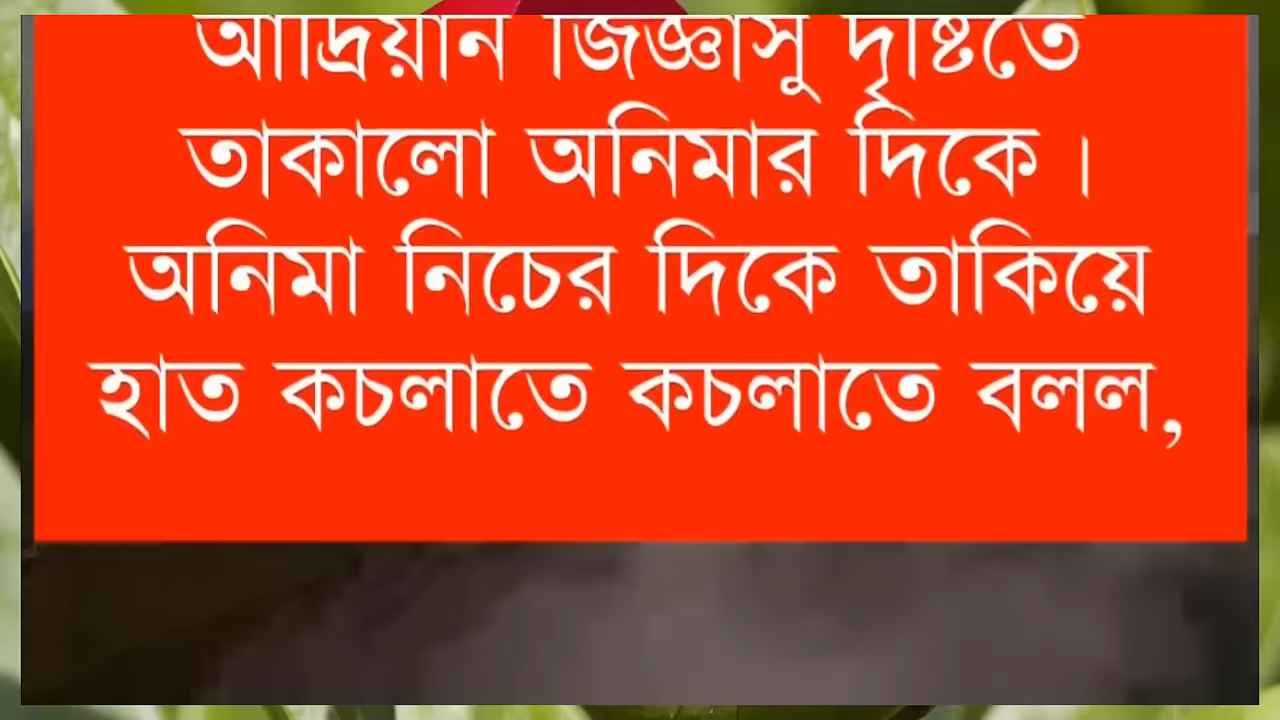 আদ্রিয়ান জিজ্ঞাসু দৃষ্টিতে
তাকালো অনিমার দিকে।
অনিমা নিচের দিকে তাকিয়ে
হাত কচলাতে কচলাতে বলল,